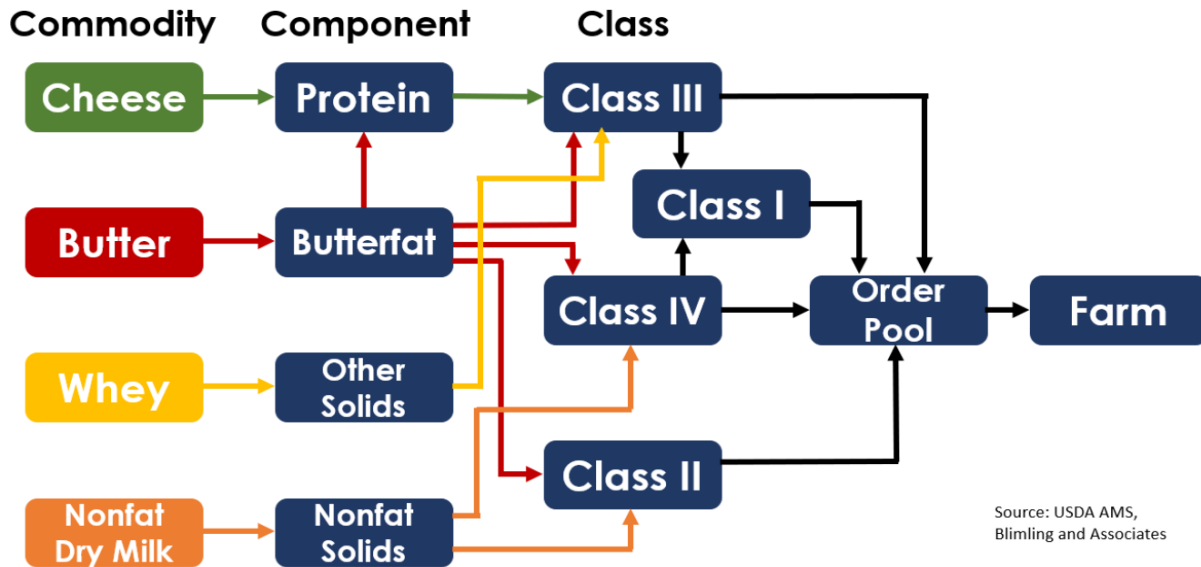 Commodity Component Class
Cheese
Protein
Class III
Class I
Butter
Butterfat
Class IV
Order
Pool
Farm
Whey
Other
Solids
Class II
Nonfat
Dry Milk
Nonfat
Solids
Source: USDA AMS,
Blimling and Associates